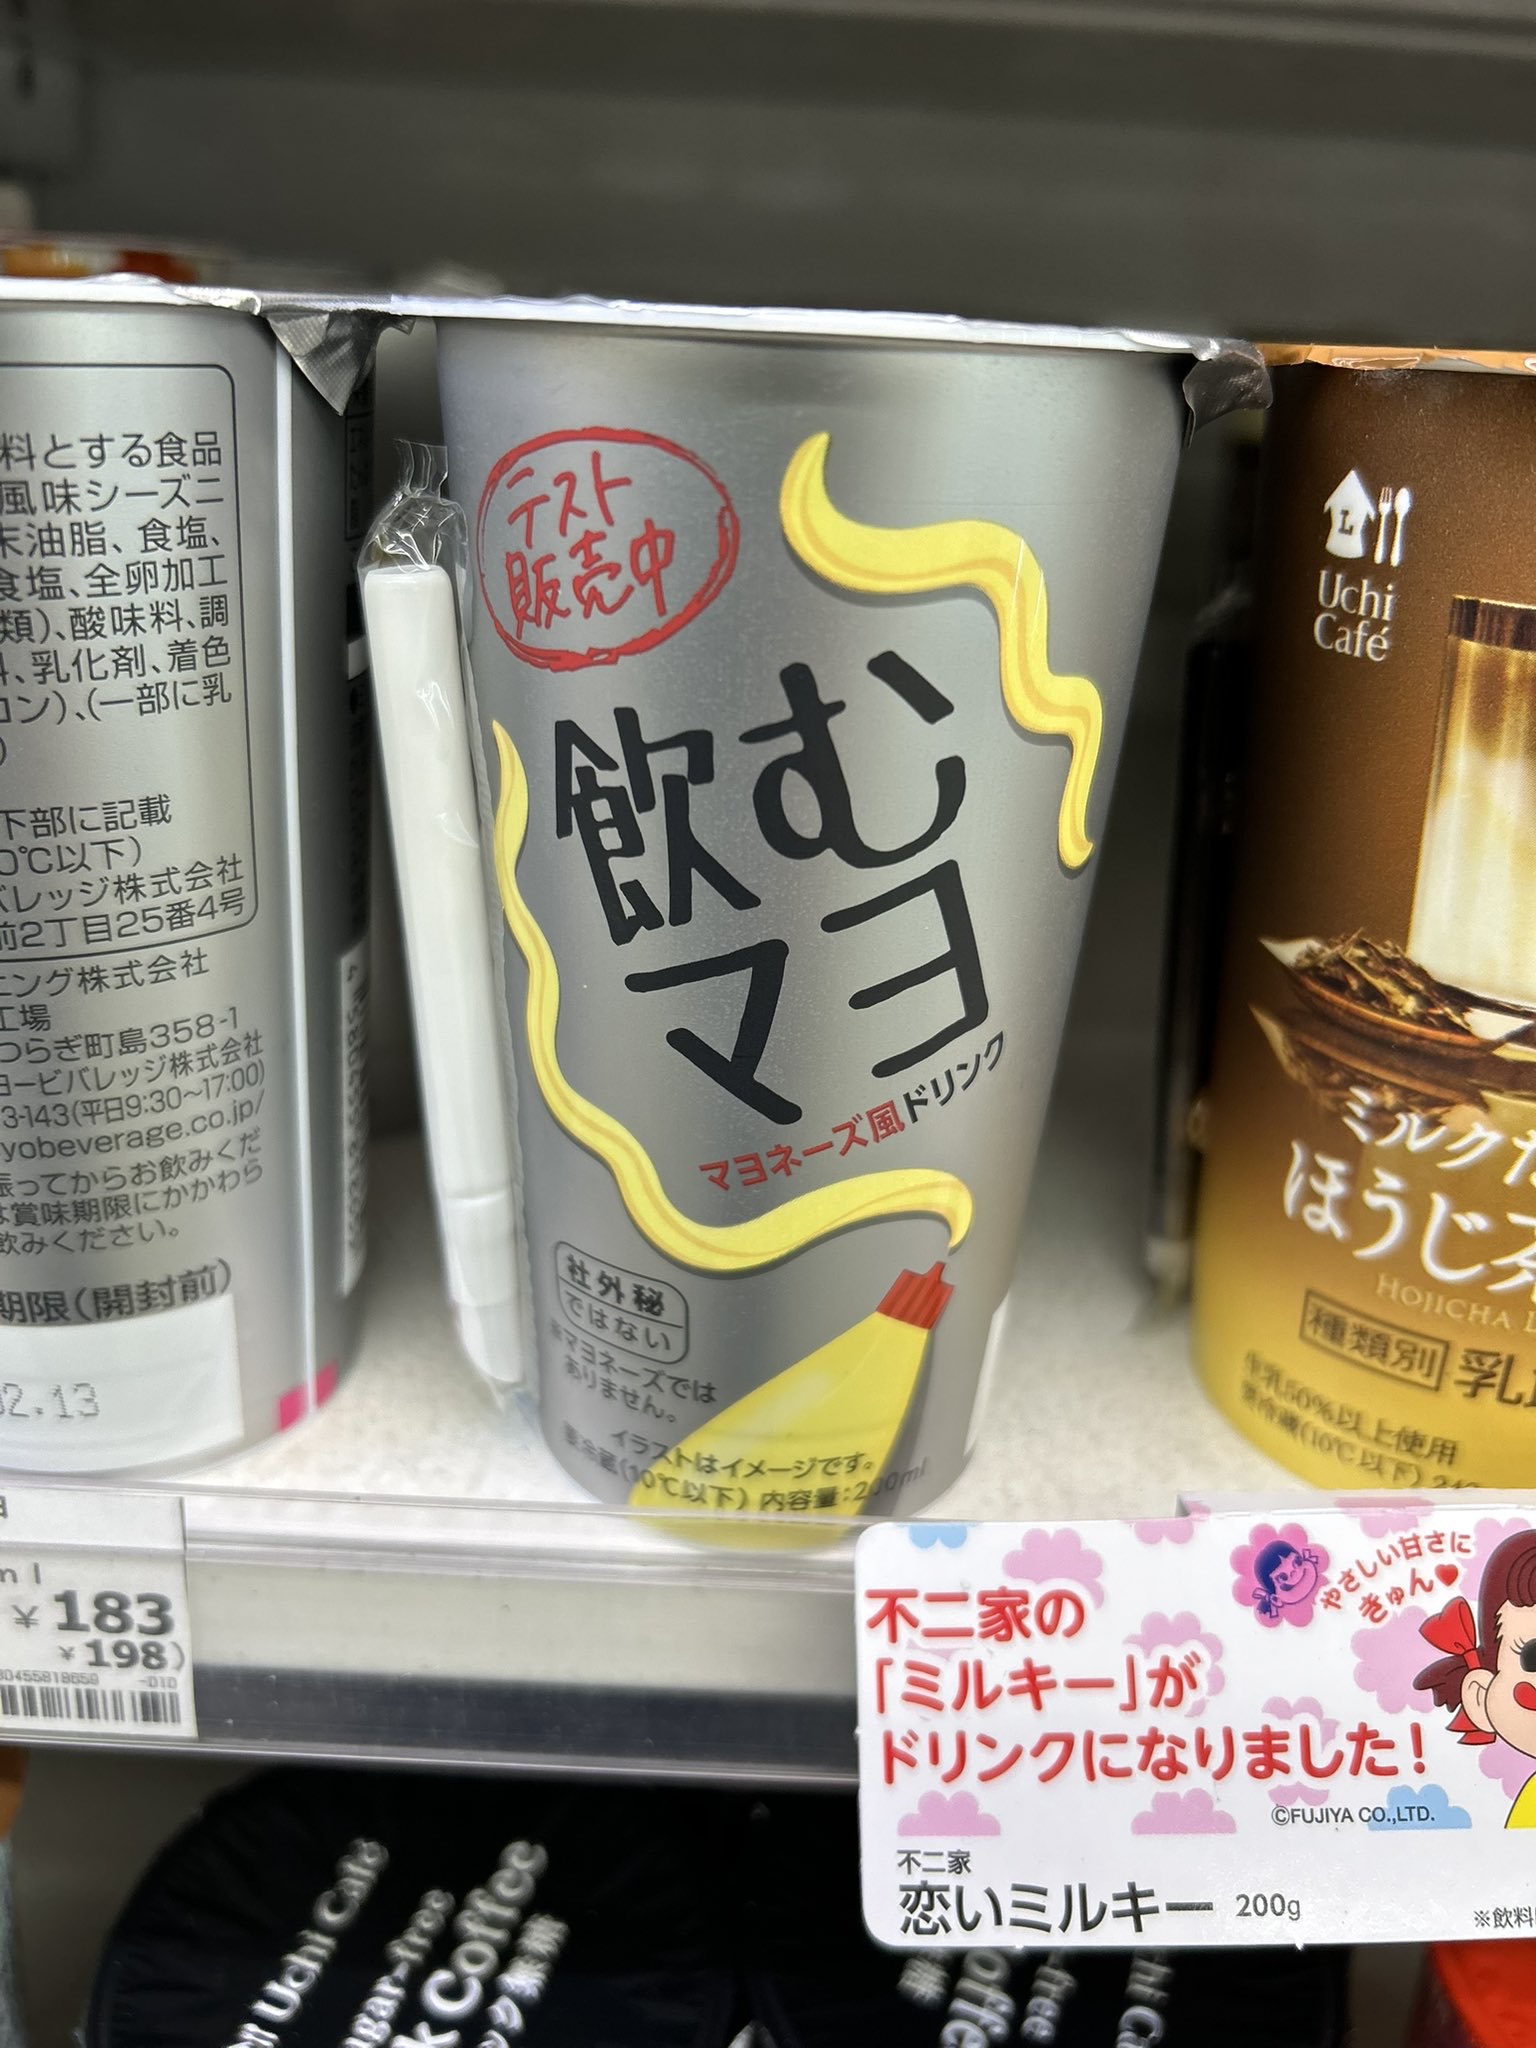 料とする食品
風味シーズニ
末油脂、食塩、
食塩、全卵加工
類)、酸味料、調
料、乳化剤、着色
コン)、(一部に乳
)
下部に記載
0℃以下)
バレッジ株式会社
前2丁目25番4号
ニング株式会社
工場
つらぎ町島358-1
ヨービバレッジ株式会社
3-143(平日9:30〜17:00)
yobeverage.co.jp/
振ってからお飲みくだ
は賞味期限にかかわら
飲みください。
期限(開封前)
02.13
テスト
販売中
飲む
マヨ
マヨネーズ風ドリンク
社外秘
ではない
※マヨネーズでは
ありません。
イラストはイメージです。
要冷蔵(10℃以下) 内容量:200ml
L
Uchi
Café
ミルクた
ほうじ茶
HOJICHA L
種類別 乳
生乳50%以上使用
要冷蔵(10℃以下) 240
ml
¥183
¥198)
-DID
不二家の
「ミルキー」が
ドリンクになりました!
やさしい甘さに
きゅん♥
©FUJIYA CO.,LTD.
不二家
恋いミルキー 200g
※飲料
Uchi Café
gar-free
k Coffee